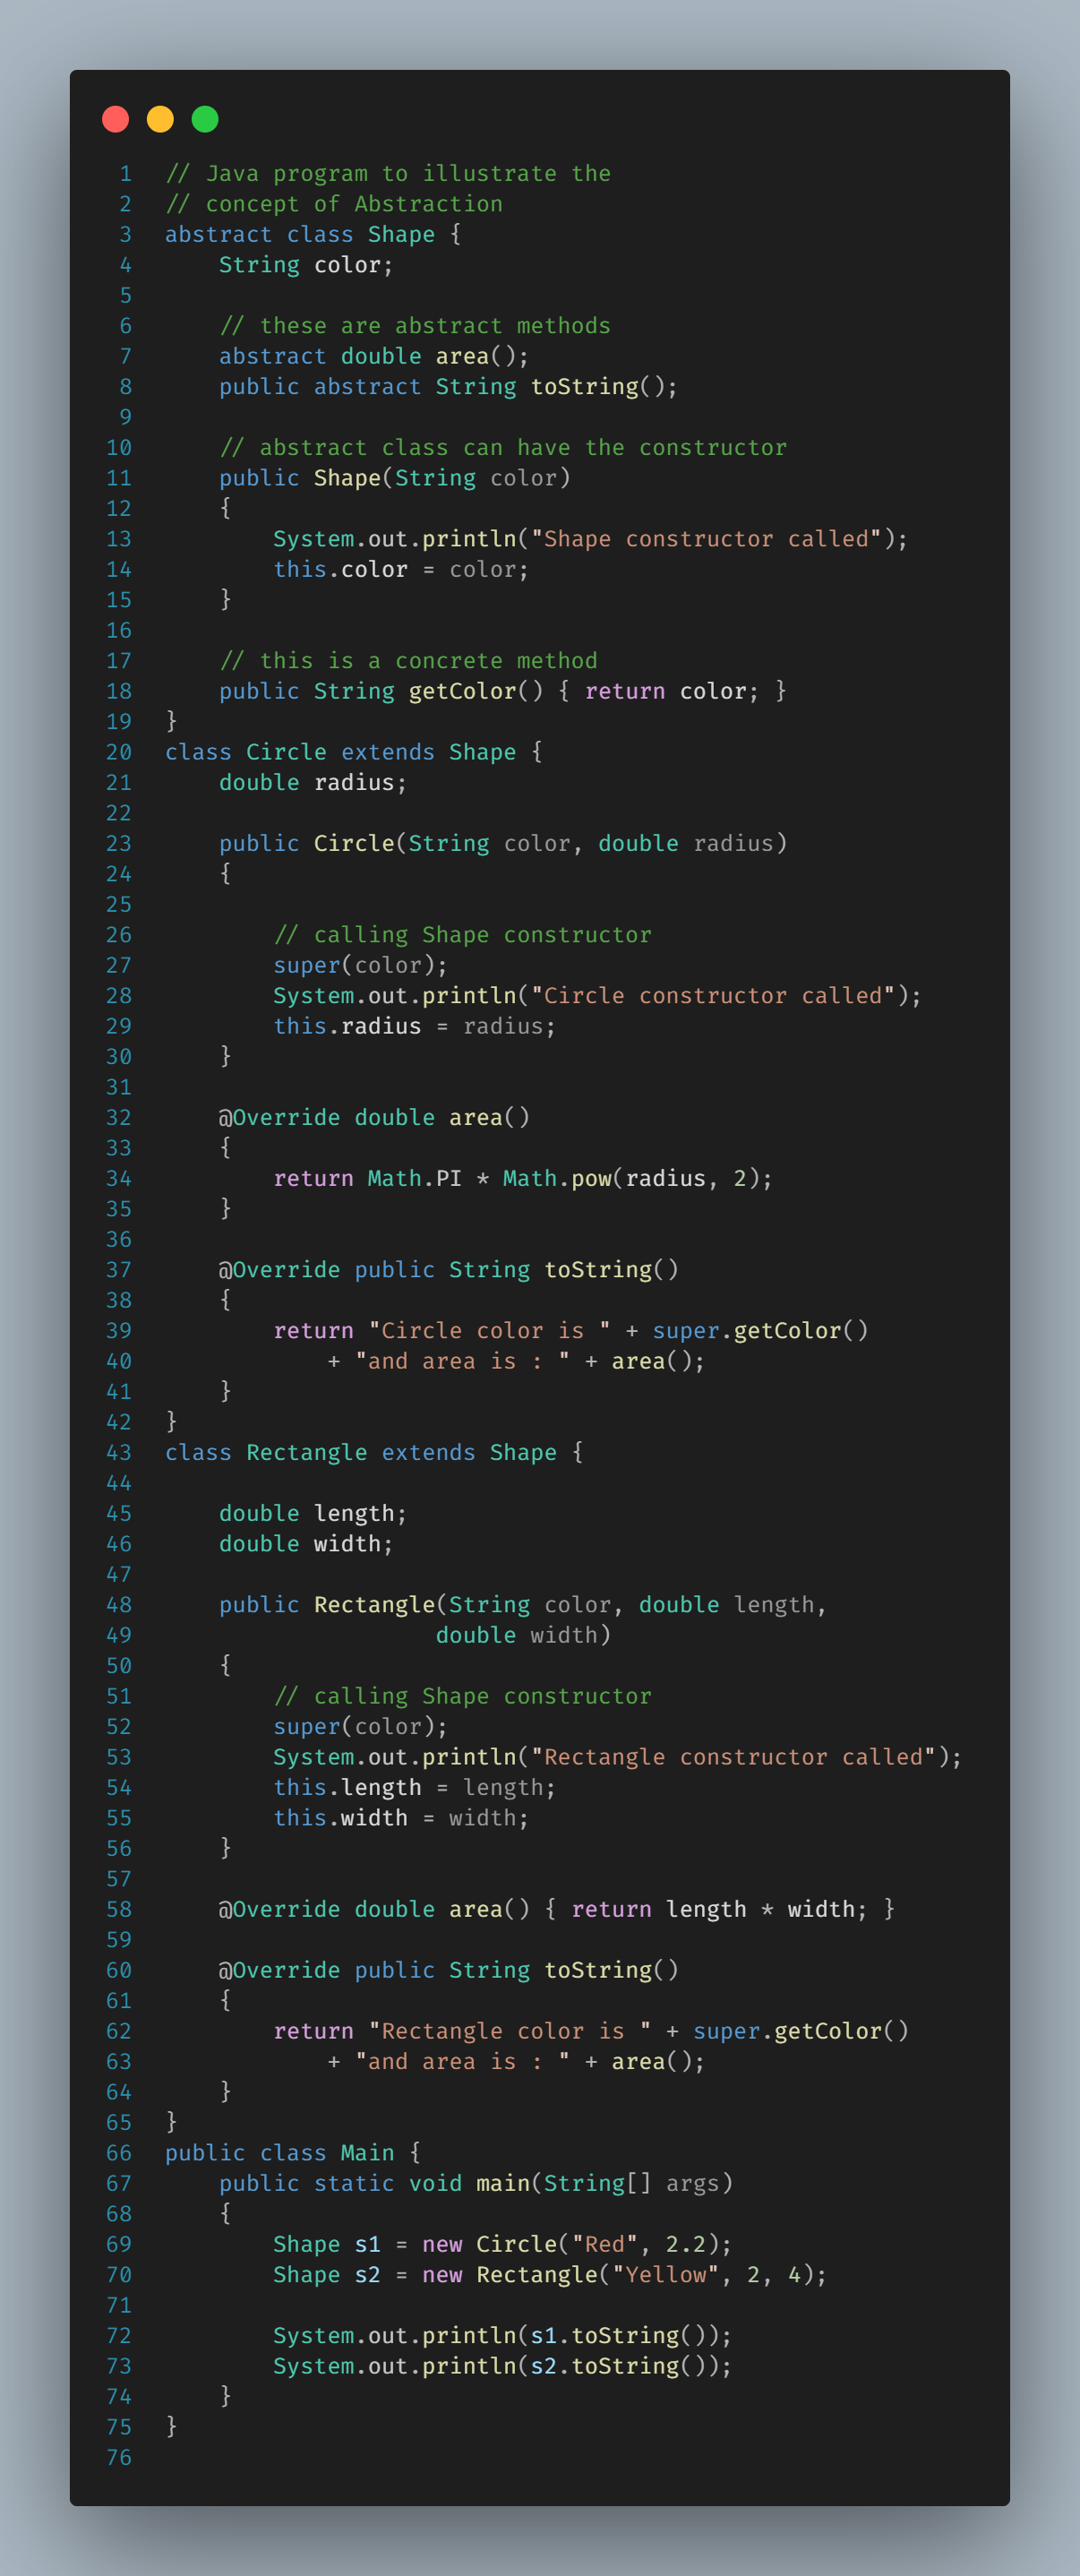 1 // Java program to illustrate the
2 // concept of Abstraction
3 abstract class Shape {
4     String color;
5
6     // these are abstract methods
7     abstract double area();
8     public abstract String toString();
9
10     // abstract class can have the constructor
11     public Shape(String color)
12     {
13         System.out.println("Shape constructor called");
14         this.color = color;
15     }
16
17     // this is a concrete method
18     public String getColor() { return color; }
19 }
20 class Circle extends Shape {
21     double radius;
22
23     public Circle(String color, double radius)
24     {
25
26         // calling Shape constructor
27         super(color);
28         System.out.println("Circle constructor called");
29         this.radius = radius;
30     }
31
32     @Override double area()
33     {
34         return Math.PI * Math.pow(radius, 2);
35     }
36
37     @Override public String toString()
38     {
39         return "Circle color is " + super.getColor()
40             + "and area is : " + area();
41     }
42 }
43 class Rectangle extends Shape {
44
45     double length;
46     double width;
47
48     public Rectangle(String color, double length,
49                     double width)
50     {
51         // calling Shape constructor
52         super(color);
53         System.out.println("Rectangle constructor called");
54         this.length = length;
55         this.width = width;
56     }
57
58     @Override double area() { return length * width; }
59
60     @Override public String toString()
61     {
62         return "Rectangle color is " + super.getColor()
63             + "and area is : " + area();
64     }
65 }
66 public class Main {
67     public static void main(String[] args)
68     {
69         Shape s1 = new Circle("Red", 2.2);
70         Shape s2 = new Rectangle("Yellow", 2, 4);
71
72         System.out.println(s1.toString());
73         System.out.println(s2.toString());
74     }
75 }
76